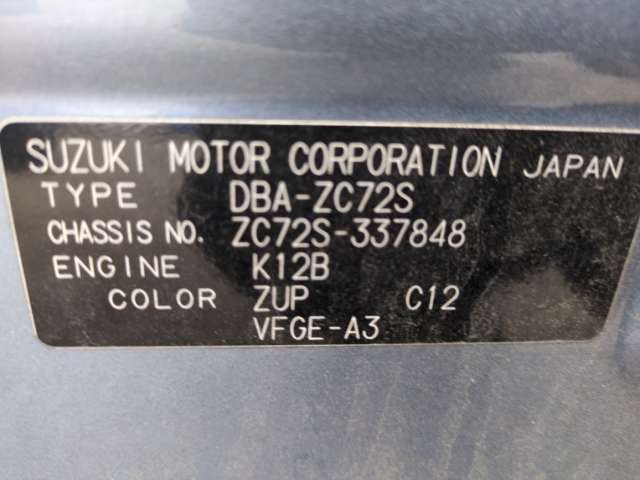 SUZUKI MOTOR CORPORATION JAPAN
TYPE DBA-ZC72S
CHASSIS NO. ZC72S-337848
ENGINE K12B
COLOR ZUP C12
VFGE-A3